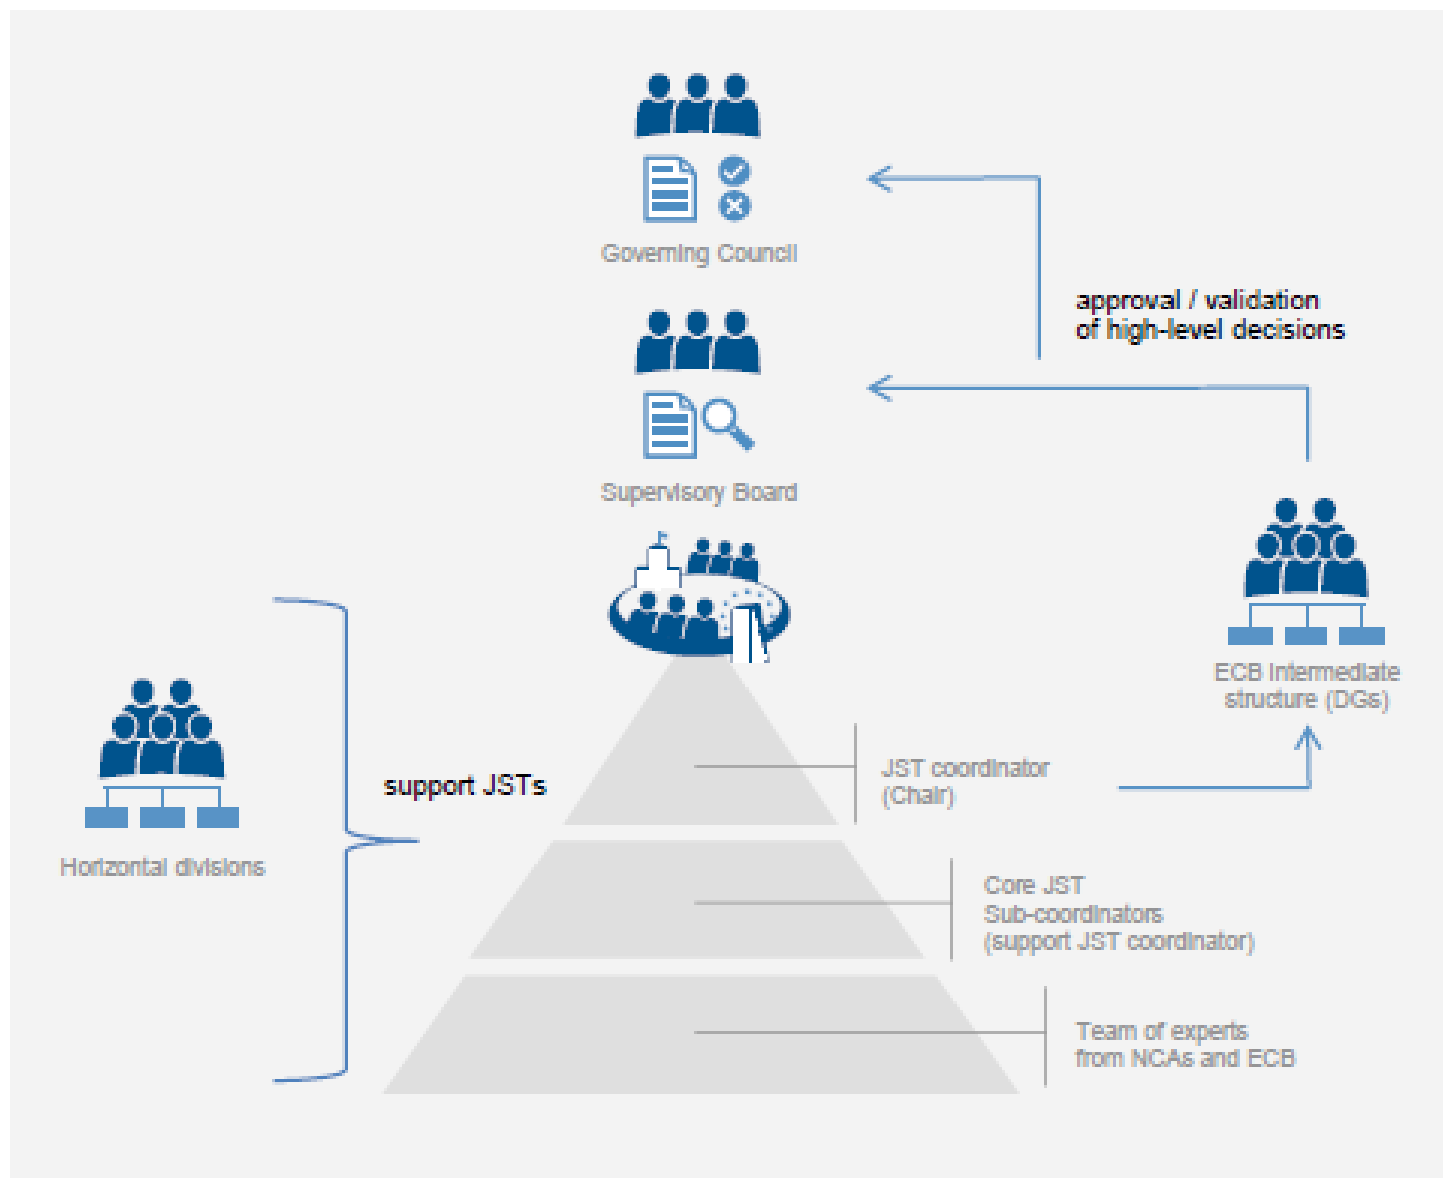 Governing Council
approval / validation
of high-level decisions
Supervisory Board
ECB intermediate
structure (DGs)
JST coordinator
(Chair)
support JSTs
Horizontal divisions
Core JST
Sub-coordinators
(support JST coordinator)
Team of experts
from NCAs and ECB